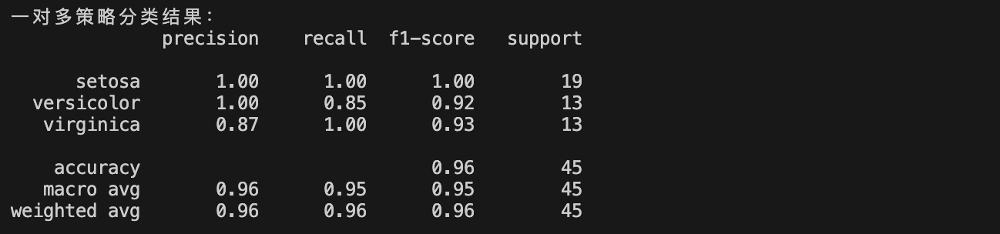 一对多策略分类结果：
              precision    recall  f1-score   support

      setosa       1.00      1.00      1.00        19
  versicolor       1.00      0.85      0.92        13
   virginica       0.87      1.00      0.93        13

    accuracy                           0.96        45
   macro avg       0.96      0.95      0.95        45
weighted avg       0.96      0.96      0.96        45